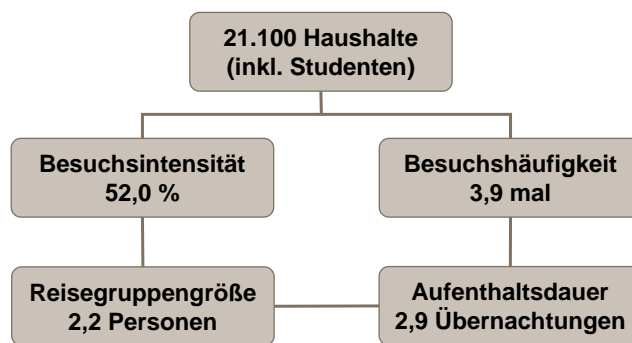 21.100 Haushalte
(inkl. Studenten)
Besuchsintensität
52,0 %
Besuchshäufigkeit
3,9 mal
Reisegruppengröße
2,2 Personen
Aufenthaltsdauer
2,9 Übernachtungen